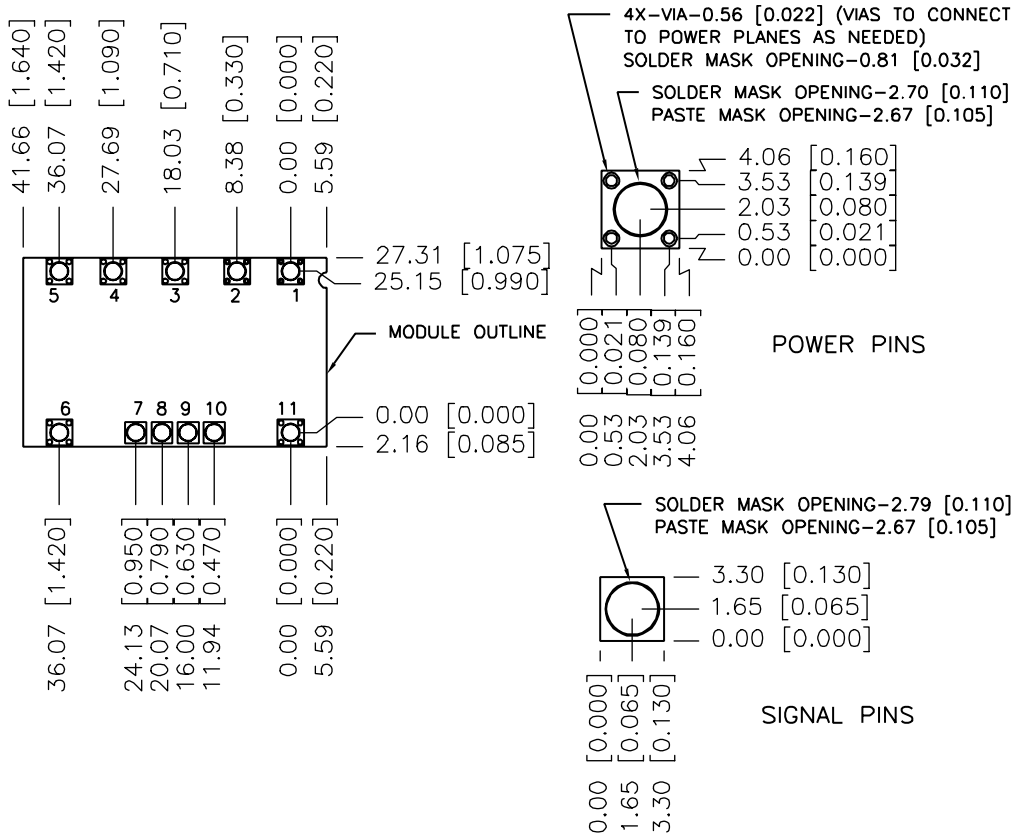 4X-VIA-0.56 [0.022] (VIAS TO CONNECT
TO POWER PLANES AS NEEDED)
SOLDER MASK OPENING-0.81 [0.032]
SOLDER MASK OPENING-2.70 [0.110]
PASTE MASK OPENING-2.67 [0.105]
41.66 [1.640]
36.07 [1.420]
27.69 [1.090]
18.03 [0.710]
8.38 [0.330]
0.00 [0.000]
5.59 [0.220]
4.06 [0.160]
3.53 [0.139
2.03 [0.080
0.53 [0.021
0.00 [0.000]
27.31 [1.075]
25.15 [0.990]
5 4 3 2 1
MODULE OUTLINE
0.00 [0.000]
0.53 [0.021]
2.03 [0.080]
3.53 [0.139]
4.06 [0.160]
POWER PINS
6 7 8 9 10 11
0.00 [0.000]
2.16 [0.085]
36.07 [1.420]
24.13 [0.950]
20.07 [0.790]
16.00 [0.630]
11.94 [0.470]
0.00 [0.000]
5.59 [0.220]
SOLDER MASK OPENING-2.79 [0.110]
PASTE MASK OPENING-2.67 [0.105]
3.30 [0.130]
1.65 [0.065]
0.00 [0.000]
SIGNAL PINS
0.00 [0.000]
1.65 [0.065]
3.30 [0.130]